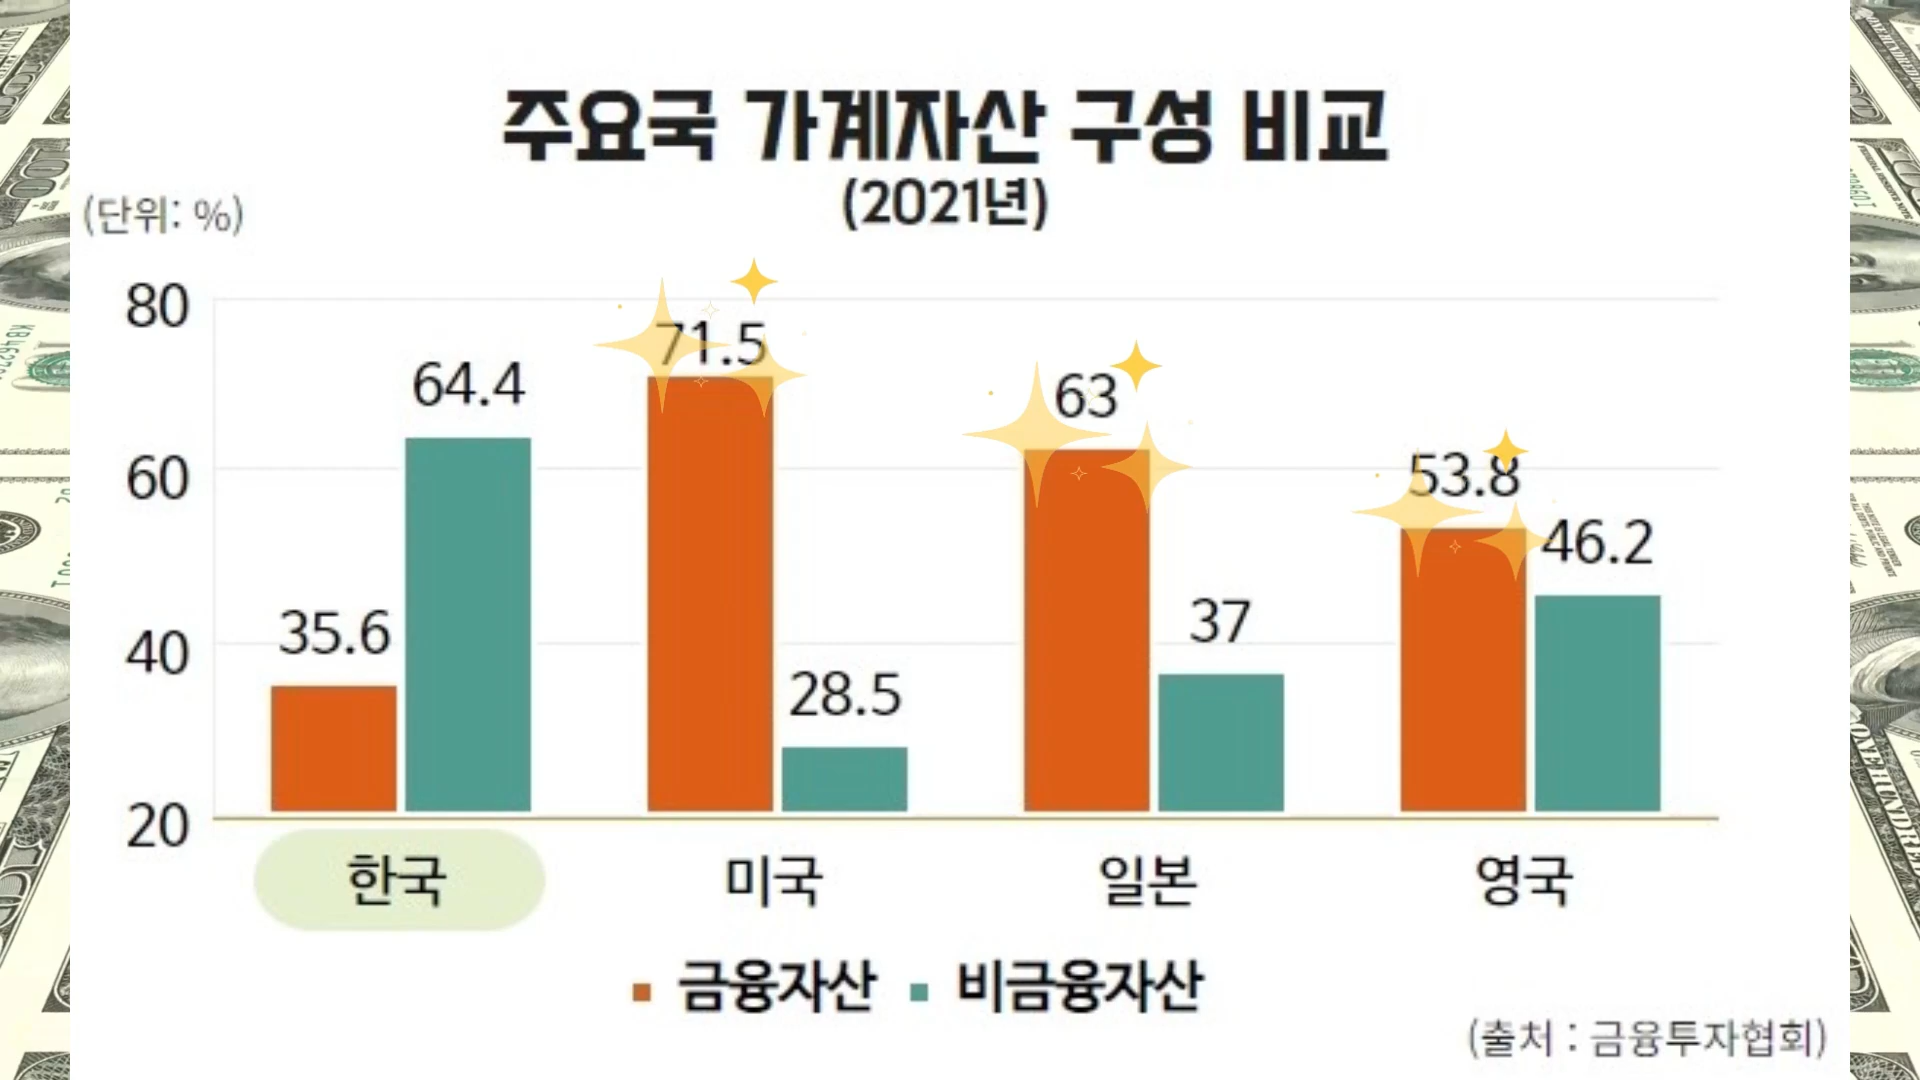 주요국 가계자산 구성 비교
(2021년)
(단위: %)
80
60
40
20
35.6
64.4
71.5
28.5
63
37
53.8
46.2
한국
미국
일본
영국
금융자산
비금융자산
(출처 : 금융투자협회)